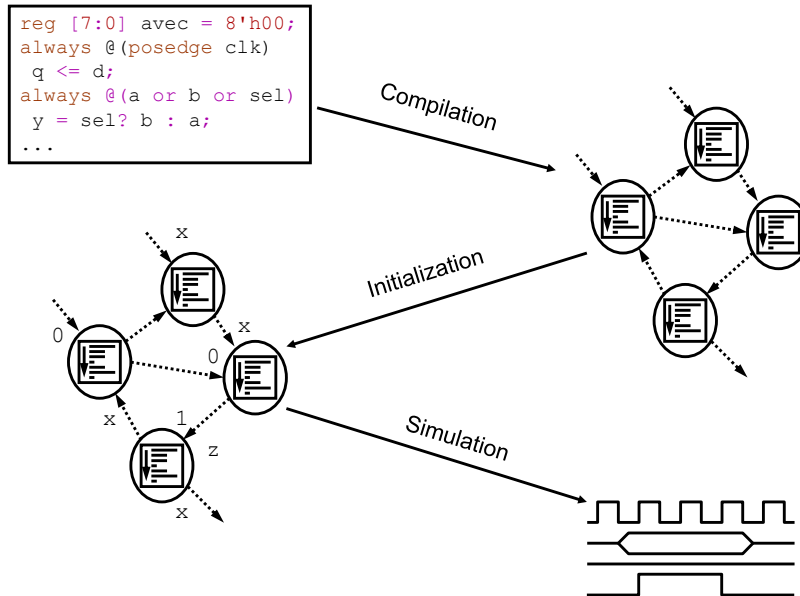 reg [7:0] avec = 8'h00;
always @(posedge clk)
q <= d;
always @(a or b or sel)
y = sel? b : a;
...
Compilation
Initialization
x
x
0
0
x
1
z
x
Simulation